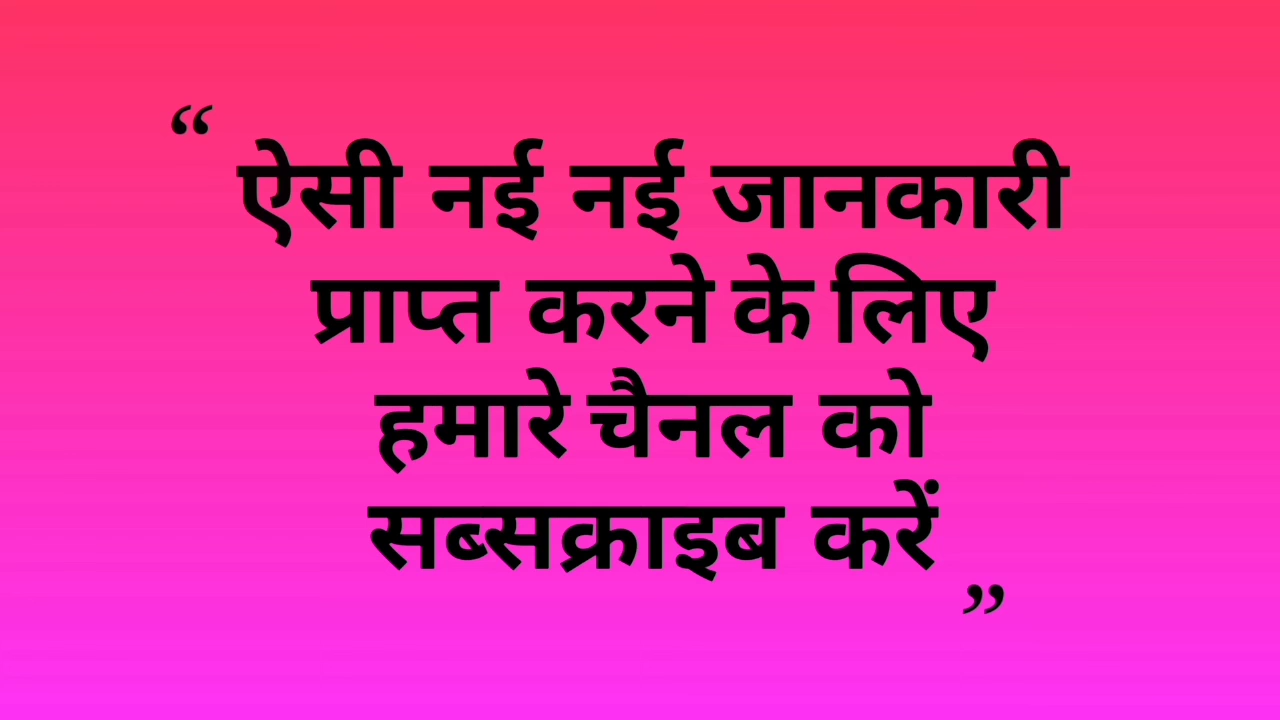 “ ऐसी नई नई जानकारी
प्राप्त करने के लिए
हमारे चैनल को
सब्सक्राइब करें ”